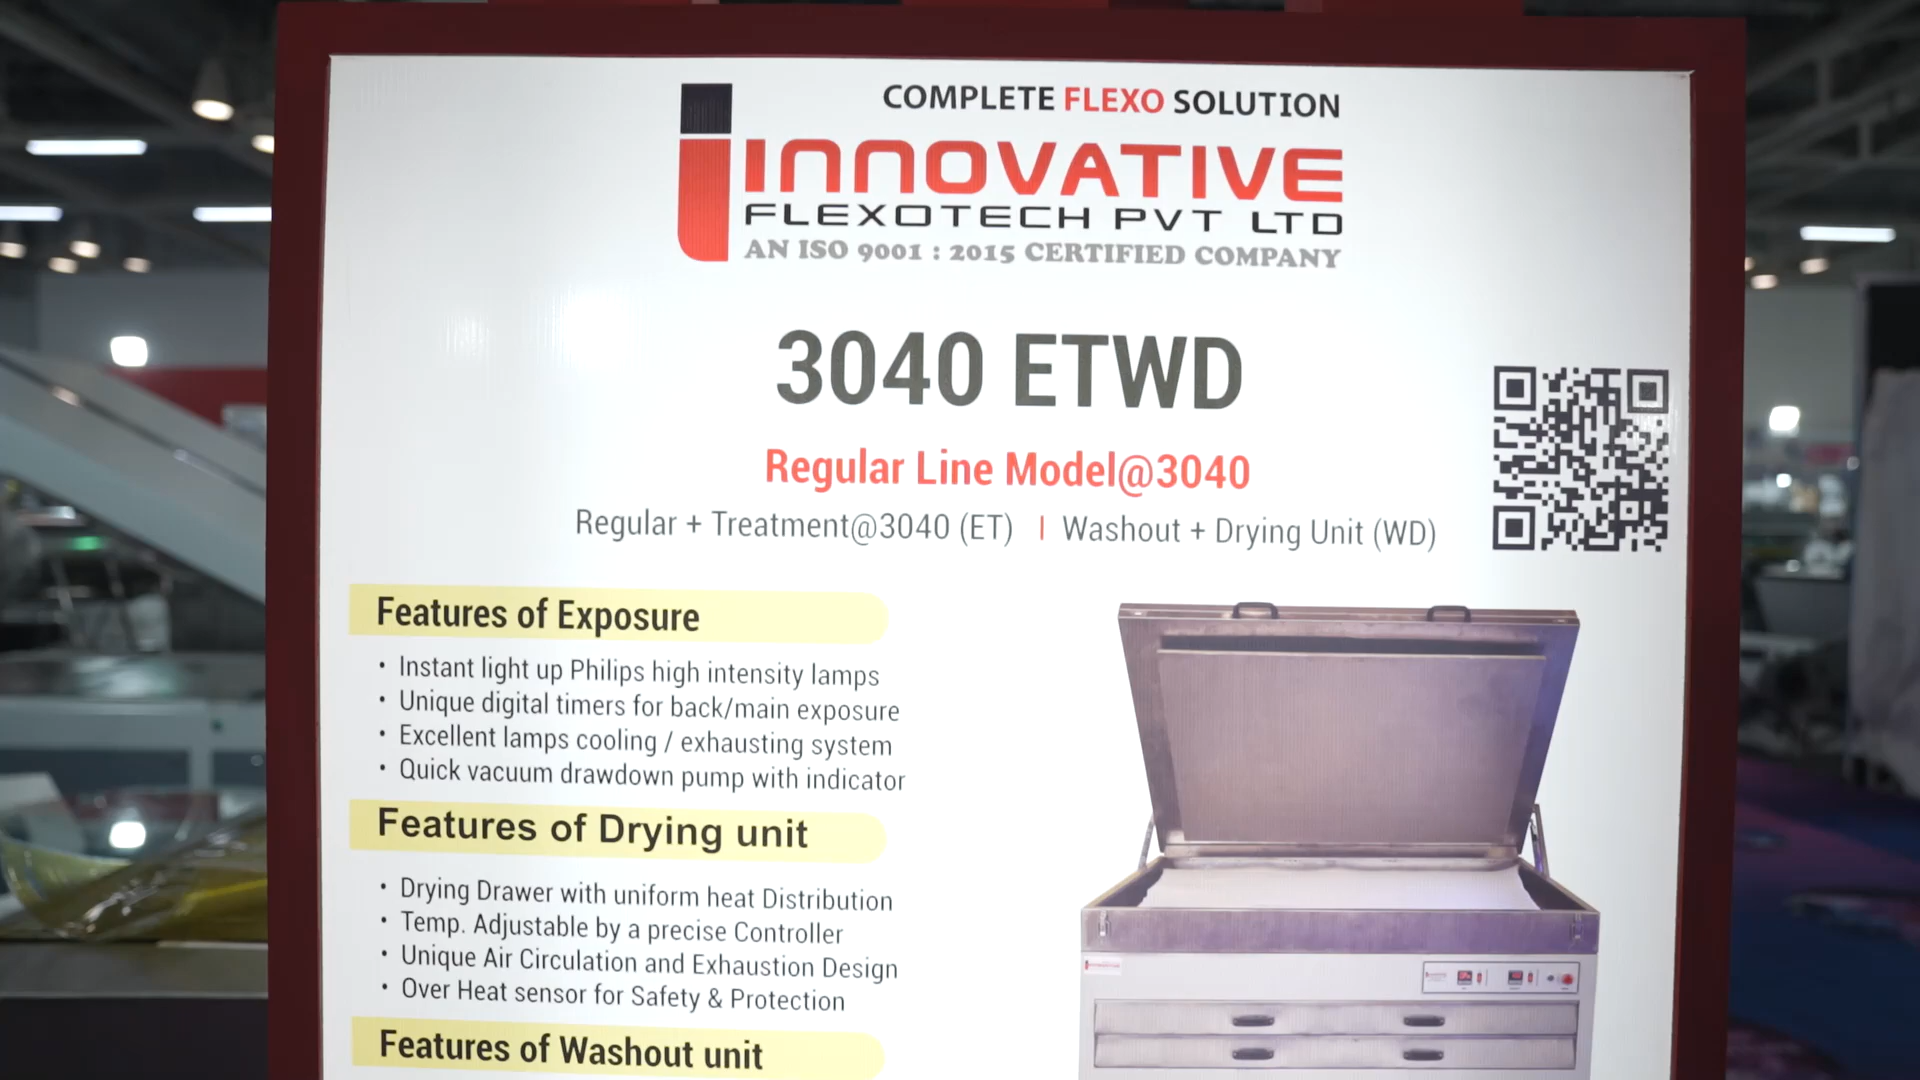 COMPLETE FLEXO SOLUTION
INNOVATIVE
FLEXOTECH PVT LTD
AN ISO 9001 : 2015 CERTIFIED COMPANY
3040 ETWD
Regular Line Model@3040
Regular + Treatment@3040 (ET) | Washout + Drying Unit (WD)
Features of Exposure
• Instant light up Philips high intensity lamps
• Unique digital timers for back/main exposure
• Excellent lamps cooling / exhausting system
• Quick vacuum drawdown pump with indicator
Features of Drying unit
• Drying Drawer with uniform heat Distribution
• Temp. Adjustable by a precise Controller
• Unique Air Circulation and Exhaustion Design
• Over Heat sensor for Safety & Protection
Features of Washout unit